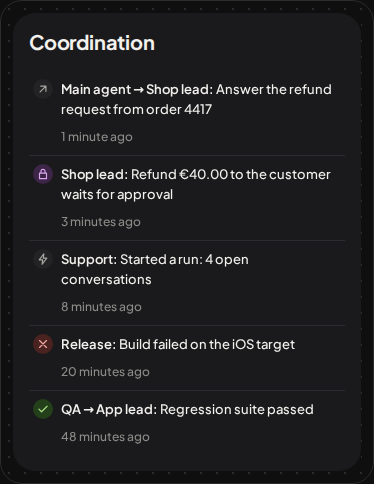 Coordination
Main agent → Shop lead: Answer the refund
request from order 4417
1 minute ago
Shop lead: Refund €40.00 to the customer
waits for approval
3 minutes ago
Support: Started a run: 4 open
conversations
8 minutes ago
Release: Build failed on the iOS target
20 minutes ago
QA → App lead: Regression suite passed
48 minutes ago